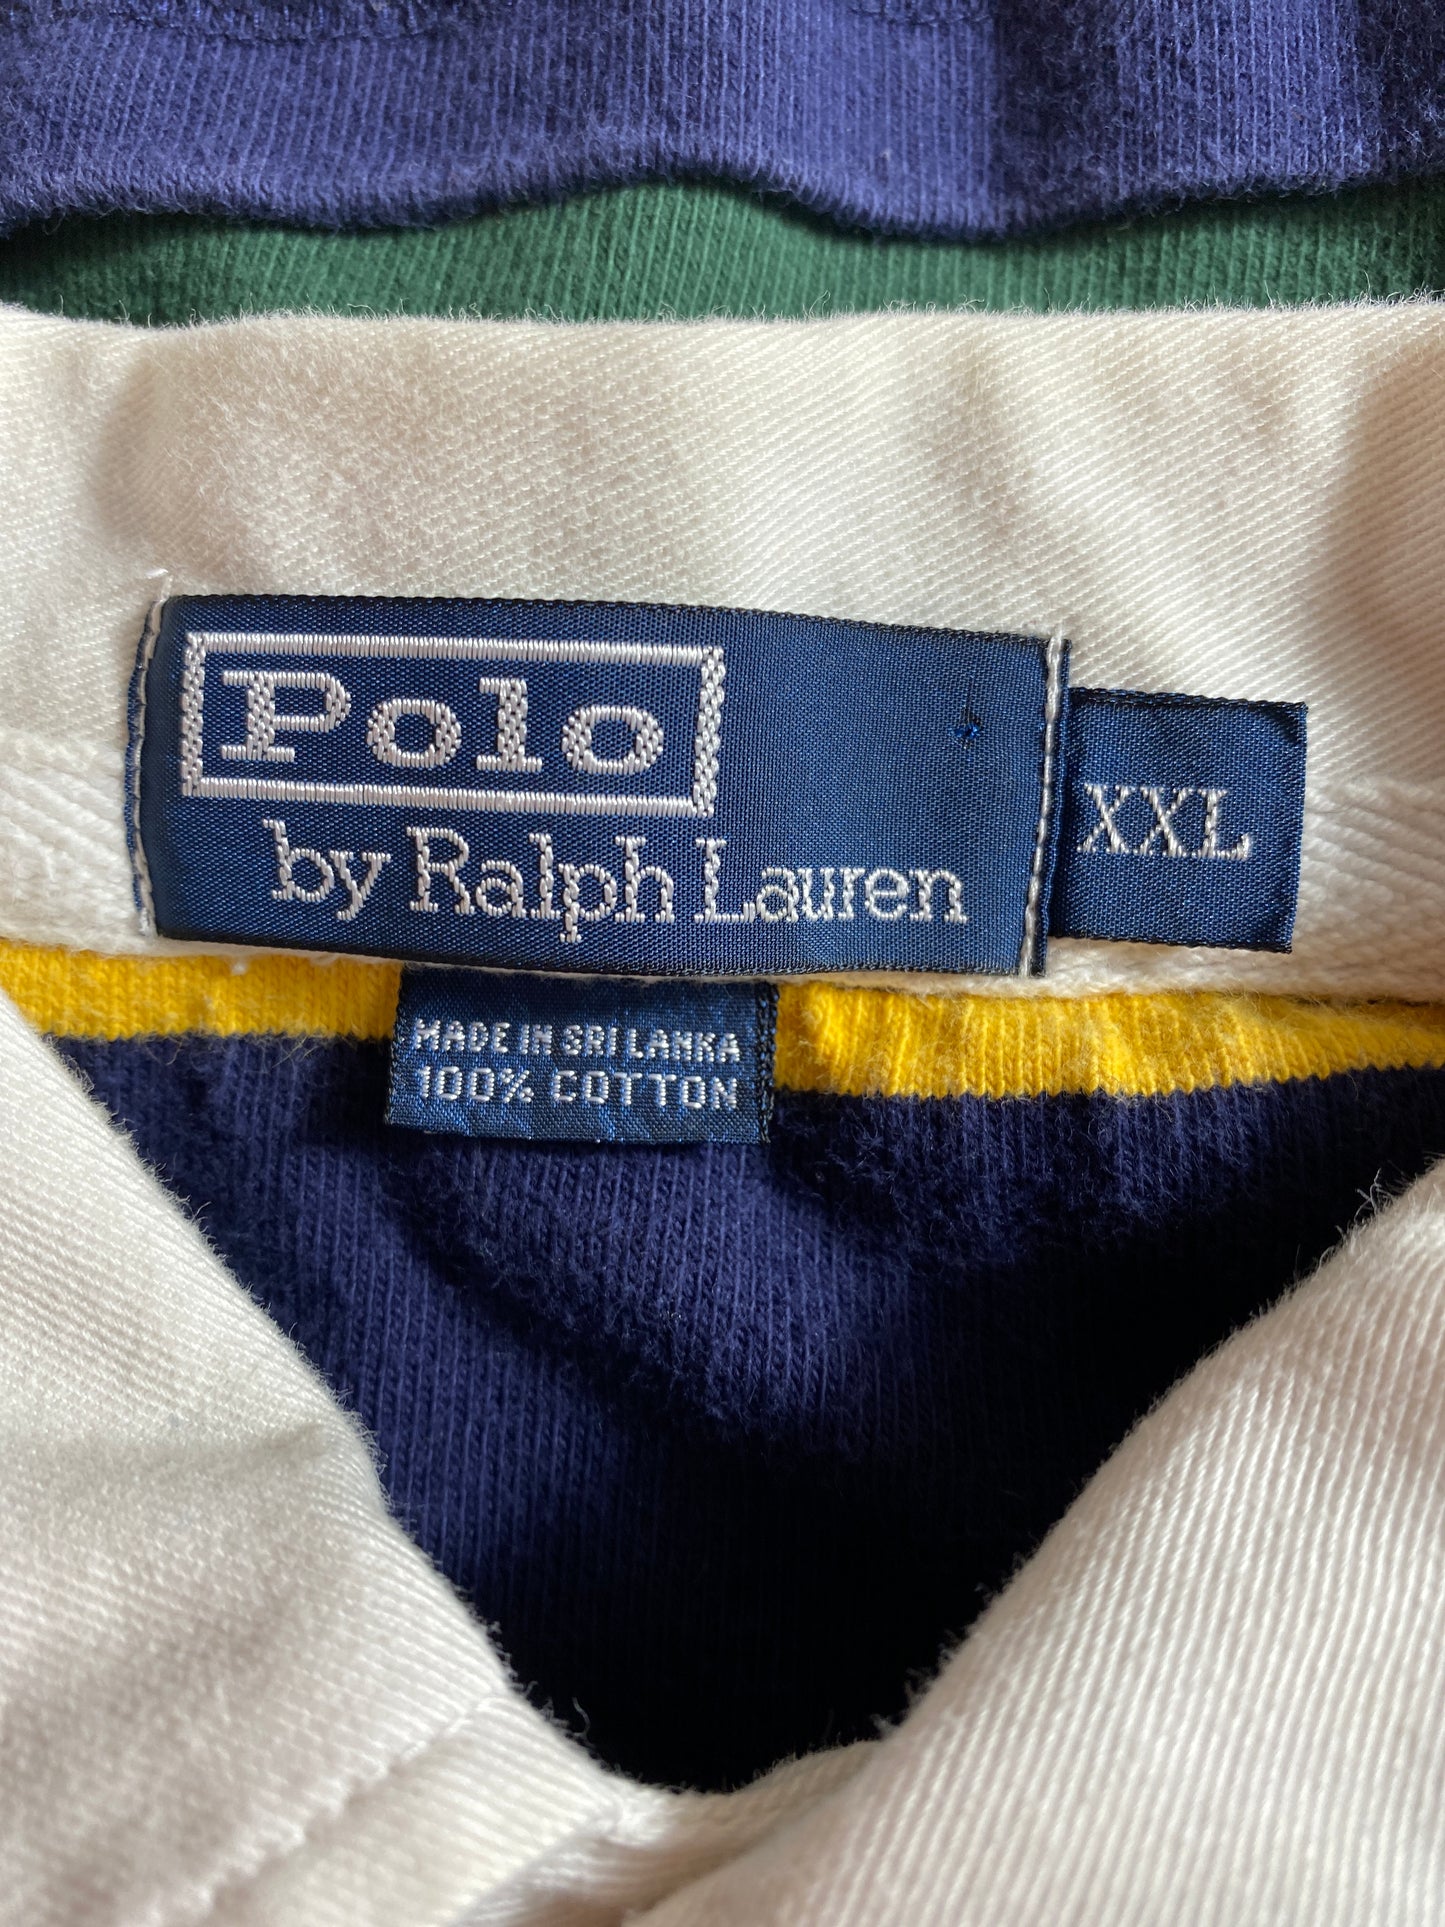 Polo
by Ralph Lauren
XXL
MADE IN SRI LANKA
100% COTTON